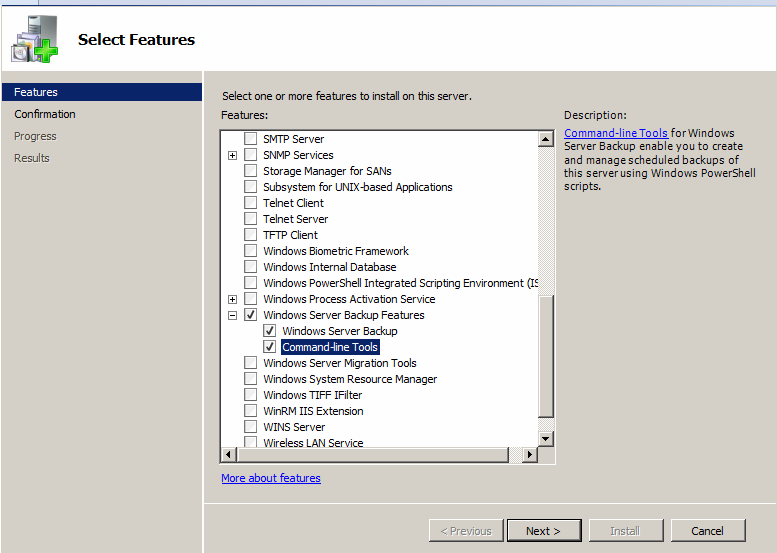 Select Features
Features
Confirmation
Progress
Results
Select one or more features to install on this server.
Features:
SMTP Server
SNMP Services
Storage Manager for SANs
Subsystem for UNIX-based Applications
Telnet Client
Telnet Server
TFTP Client
Windows Biometric Framework
Windows Internal Database
Windows PowerShell Integrated Scripting Environment (IS
Windows Process Activation Service
Windows Server Backup Features
Windows Server Backup
Command-line Tools
Windows Server Migration Tools
Windows System Resource Manager
Windows TIFF IFilter
WinRM IIS Extension
WINS Server
Wireless LAN Service
More about features
Description:
Command-line Tools for Windows
Server Backup enable you to create
and manage scheduled backups of
this server using Windows PowerShell
scripts.
< Previous
Next >
Install
Cancel